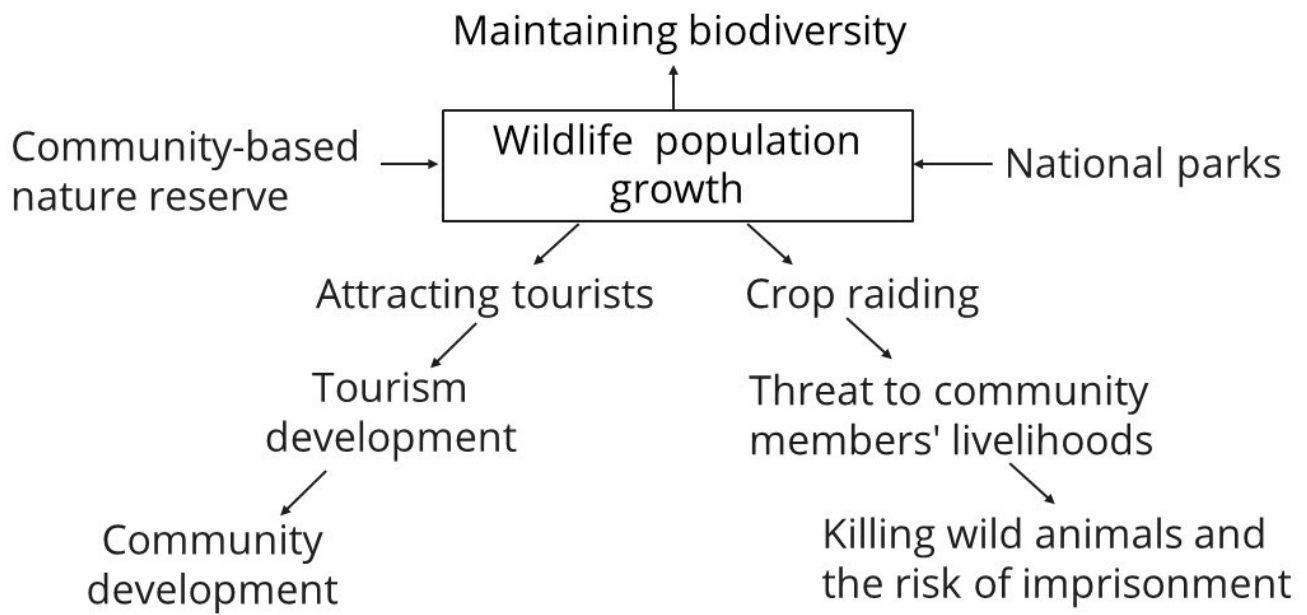 Maintaining biodiversity
Community-based
nature reserve
Wildlife population
growth
National parks
Attracting tourists
Crop raiding
Tourism
development
Threat to community
members' livelihoods
Community
development
Killing wild animals and
the risk of imprisonment